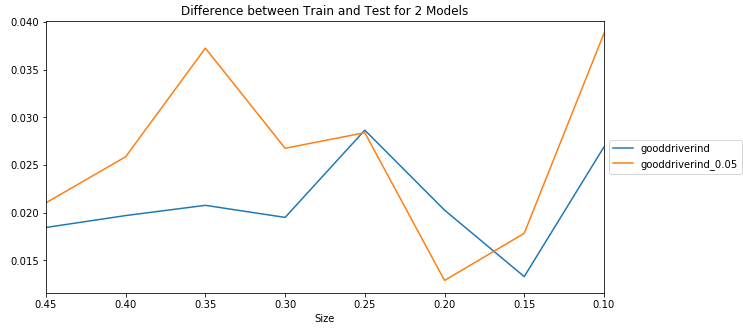 Difference between Train and Test for 2 Models
0.040
0.035
0.030
0.025
0.020
0.015
0.45 0.40 0.35 0.30 0.25 0.20 0.15 0.10
Size
gooddriverind
gooddriverind_0.05